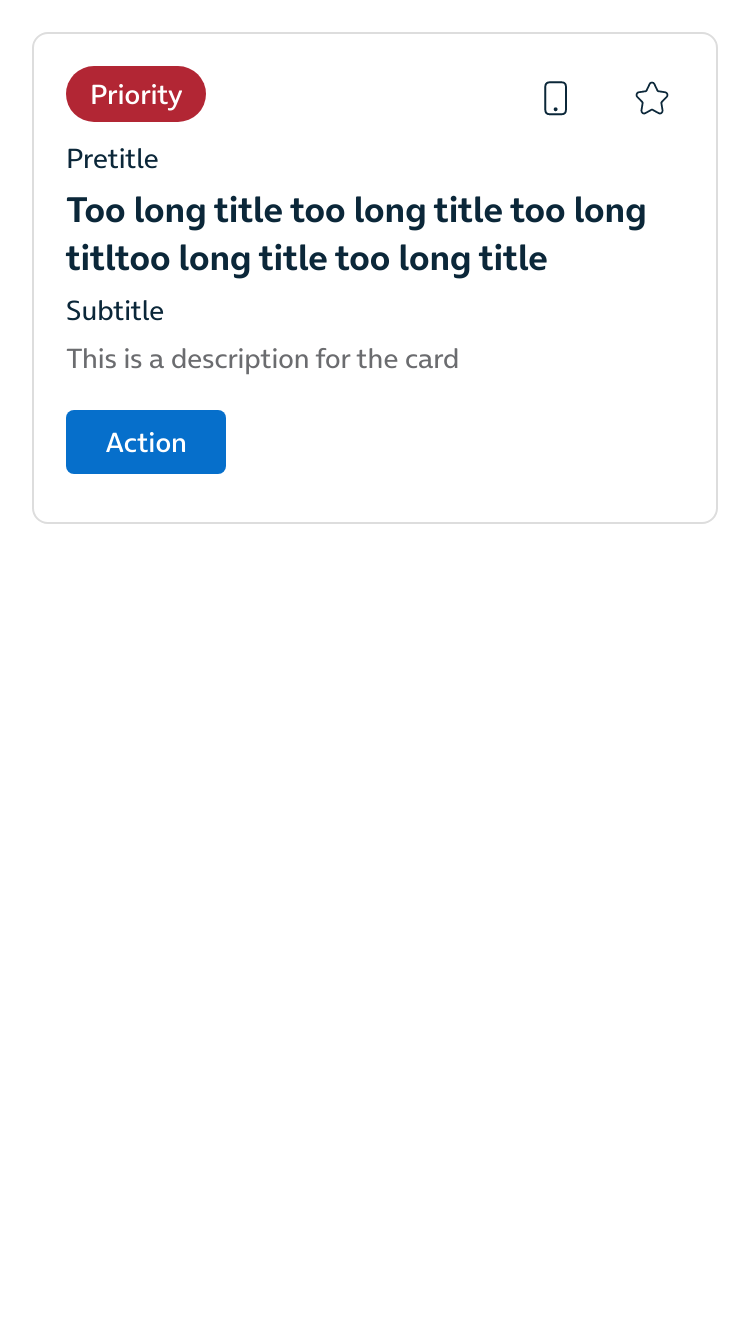 Priority
Pretitle
Too long title too long title too long
titltoo long title too long title
Subtitle
This is a description for the card
Action